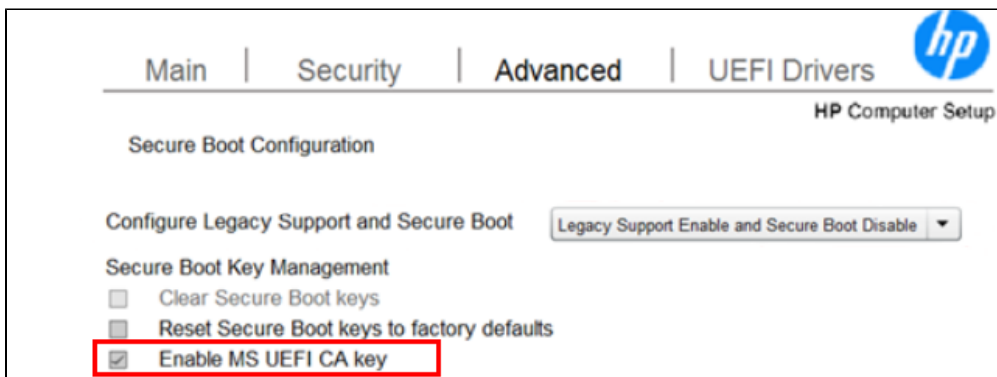 hp
Main | Security | Advanced | UEFI Drivers
HP Computer Setup
Secure Boot Configuration
Configure Legacy Support and Secure Boot Legacy Support Enable and Secure Boot Disable
Secure Boot Key Management
Clear Secure Boot keys
Reset Secure Boot keys to factory defaults
Enable MS UEFI CA key